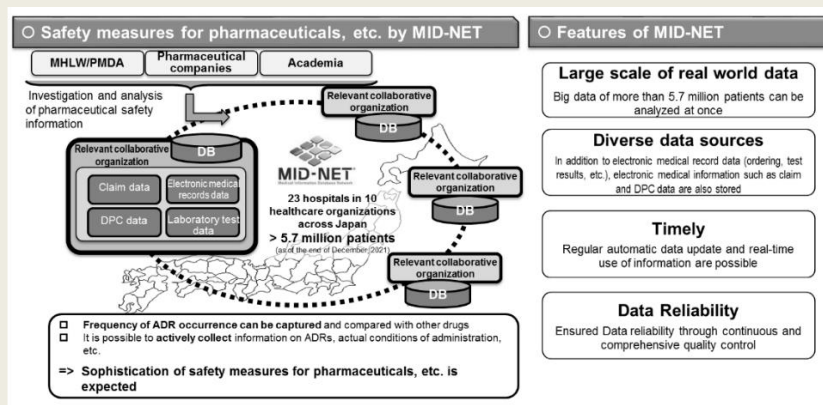 ○ Safety measures for pharmaceuticals, etc. by MID-NET
MHLW/PMDA
Pharmaceutical
companies
Academia
Investigation and analysis
of pharmaceutical safety
information
Relevant collaborative
organization
DB
Relevant collaborative
organization
DB
Claim data
Electronic medical
records data
DPC data
Laboratory test
data
MID-NET
Medical Information Database Network
23 hospitals in 10
healthcare organizations
across Japan
> 5.7 million patients
(as of the end of December, 2021)
Relevant collaborative
organization
DB
Relevant collaborative
organization
DB
□ Frequency of ADR occurrence can be captured and compared with other drugs
□ It is possible to actively collect information on ADRs, actual conditions of administration,
etc.
=> Sophistication of safety measures for pharmaceuticals, etc. is
expected
○ Features of MID-NET
Large scale of real world data
Big data of more than 5.7 million patients can be
analyzed at once
Diverse data sources
In addition to electronic medical record data (ordering, test
results, etc.), electronic medical information such as claim
and DPC data are also stored
Timely
Regular automatic data update and real-time
use of information are possible
Data Reliability
Ensured Data reliability through continuous and
comprehensive quality control